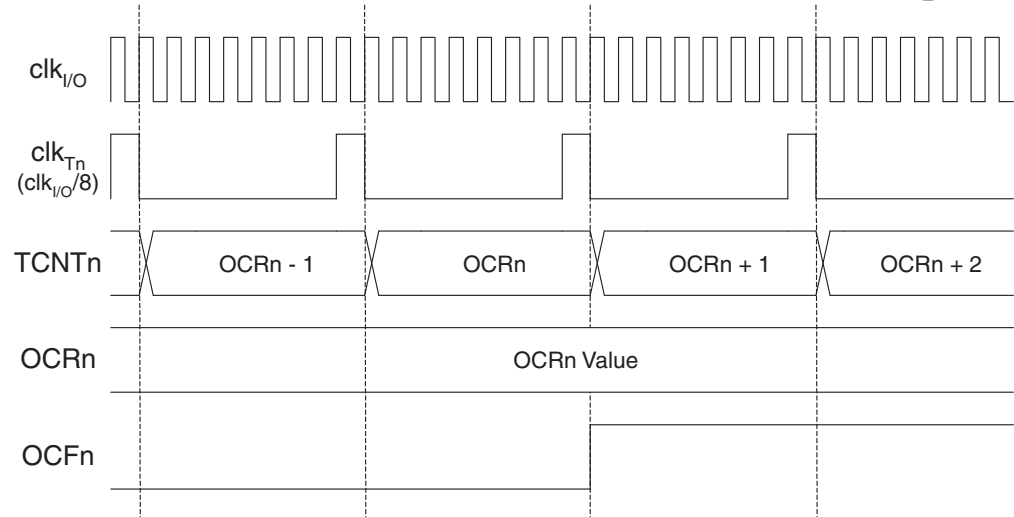 clkI/O
clkTn
(clkI/O/8)
TCNTn
OCRn - 1
OCRn
OCRn + 1
OCRn + 2
OCRn
OCRn Value
OCFn